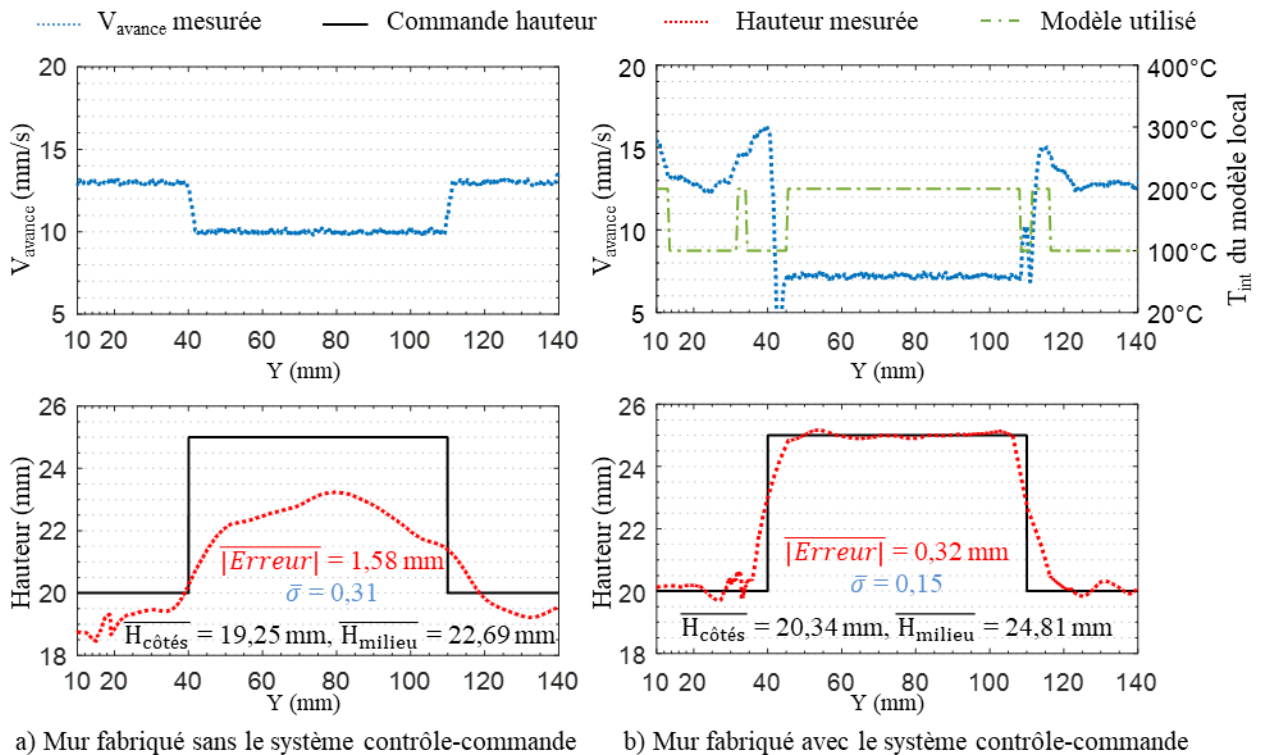 V_avance mesurée Commande hauteur Hauteur mesurée Modèle utilisé
20
15
10
5
V_avance (mm/s)
10 20 40 60 80 100 120 140
Y (mm)
20
15
10
5
V_avance (mm/s)
400°C
300°C
200°C
100°C
20°C
T_int du modèle local
10 20 40 60 80 100 120 140
Y (mm)
26
24
22
20
18
Hauteur (mm)
|Erreur| = 1,58 mm
σ̄ = 0,31
H_côtés = 19,25 mm, H_milieu = 22,69 mm
10 20 40 60 80 100 120 140
Y (mm)
26
24
22
20
18
Hauteur (mm)
|Erreur| = 0,32 mm
σ̄ = 0,15
H_côtés = 20,34 mm, H_milieu = 24,81 mm
10 20 40 60 80 100 120 140
Y (mm)
a) Mur fabriqué sans le système contrôle-commande
b) Mur fabriqué avec le système contrôle-commande